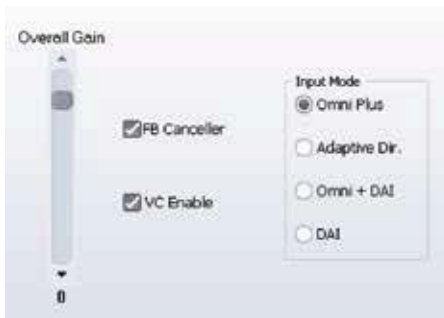 Overall Gain
Input Mode
Omni Plus
FB Canceller
Adaptive Dir.
VC Enable
Omni + DAI
DAI
0